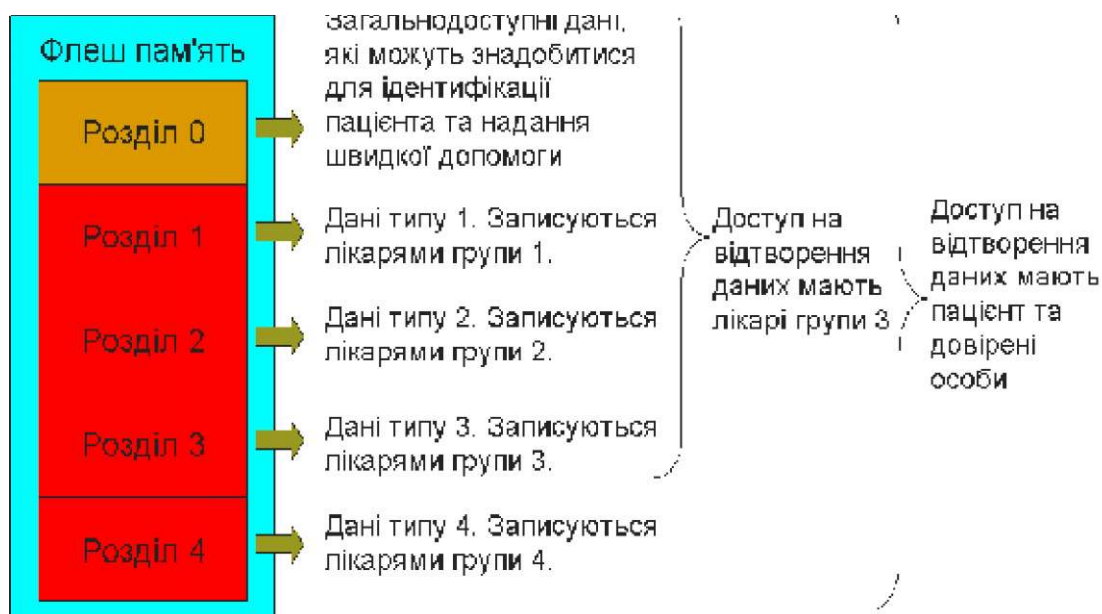 Флеш пам'ять
Розділ 0
Розділ 1
Розділ 2
Розділ 3
Розділ 4
Загальнодоступні дані,
які можуть знадобитися
для ідентифікації
пацієнта та надання
швидкої допомоги
Дані типу 1. Записуються
лікарями групи 1.
Дані типу 2. Записуються
лікарями групи 2.
Дані типу 3. Записуються
лікарями групи 3.
Дані типу 4. Записуються
лікарями групи 4.
Доступ на
відтворення
даних мають
лікарі групи 3
Доступ на
відтворення
даних мають
пацієнт та
довірені
особи